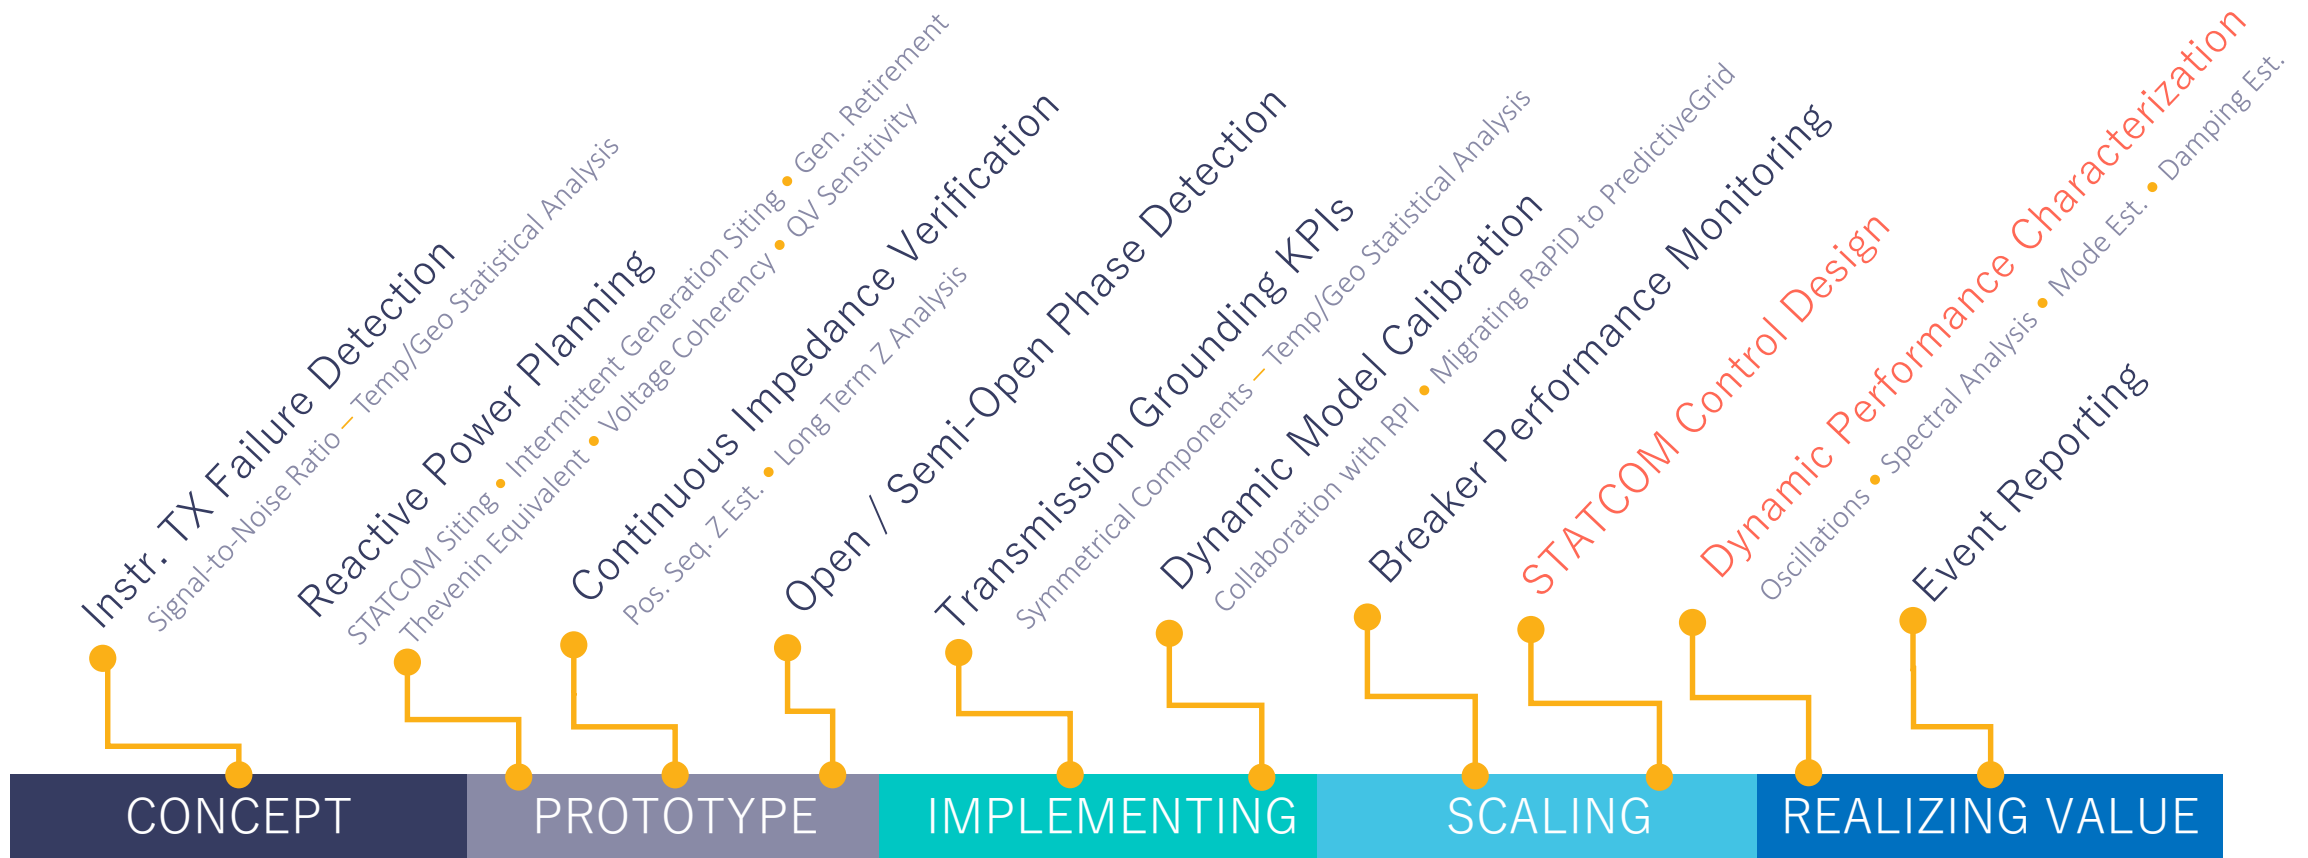 Instr. TX Failure Detection
Signal-to-Noise Ratio – Temp/Geo Statistical Analysis
Reactive Power Planning
STATCOM Siting • Intermittent Generation Siting • Gen. Retirement
Thevenin Equivalent • Voltage Coherency • QV Sensitivity
Continuous Impedance Verification
Pos. Seq. Z Est. • Long Term Z Analysis
Open / Semi-Open Phase Detection
Transmission Grounding KPIs
Symmetrical Components – Temp/Geo Statistical Analysis
Dynamic Model Calibration
Collaboration with RPI • Migrating RaPiD to PredictiveGrid
Breaker Performance Monitoring
STATCOM Control Design
Dynamic Performance Characterization
Oscillations • Spectral Analysis • Mode Est. • Damping Est.
Event Reporting
CONCEPT
PROTOTYPE
IMPLEMENTING
SCALING
REALIZING VALUE